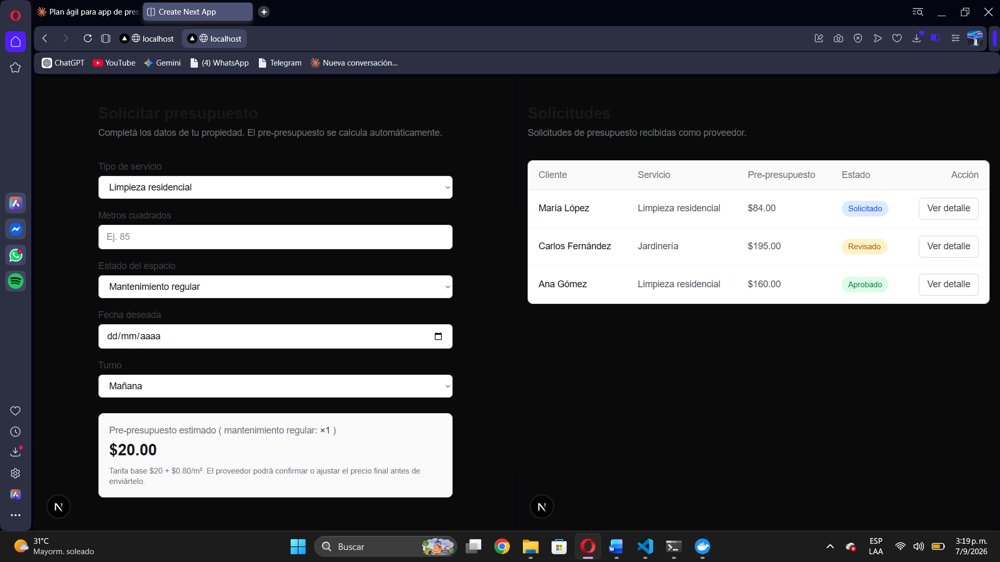 Plan ágil para app de pres
Create Next App
localhost
localhost
ChatGPT
YouTube
Gemini
(4) WhatsApp
Telegram
Nueva conversación...
Solicitar presupuesto
Completá los datos de tu propiedad. El pre-presupuesto se calcula automáticamente.
Tipo de servicio
Limpieza residencial
Metros cuadrados
Ej. 85
Estado del espacio
Mantenimiento regular
Fecha deseada
dd/mm/aaaa
Turno
Mañana
Pre-presupuesto estimado ( mantenimiento regular: ×1 )
$20.00
Tarifa base $20 + $0.80/m². El proveedor podrá confirmar o ajustar el precio final antes de
enviártelo.
N
Solicitudes
Solicitudes de presupuesto recibidas como proveedor.
Cliente Servicio Pre-presupuesto Estado Acción
María López Limpieza residencial $84.00 Solicitado Ver detalle
Carlos Fernández Jardinería $195.00 Revisado Ver detalle
Ana Gómez Limpieza residencial $160.00 Aprobado Ver detalle
N
31°C
Mayorm. soleado
Buscar
ESP
LAA
3:19 p. m.
7/9/2026